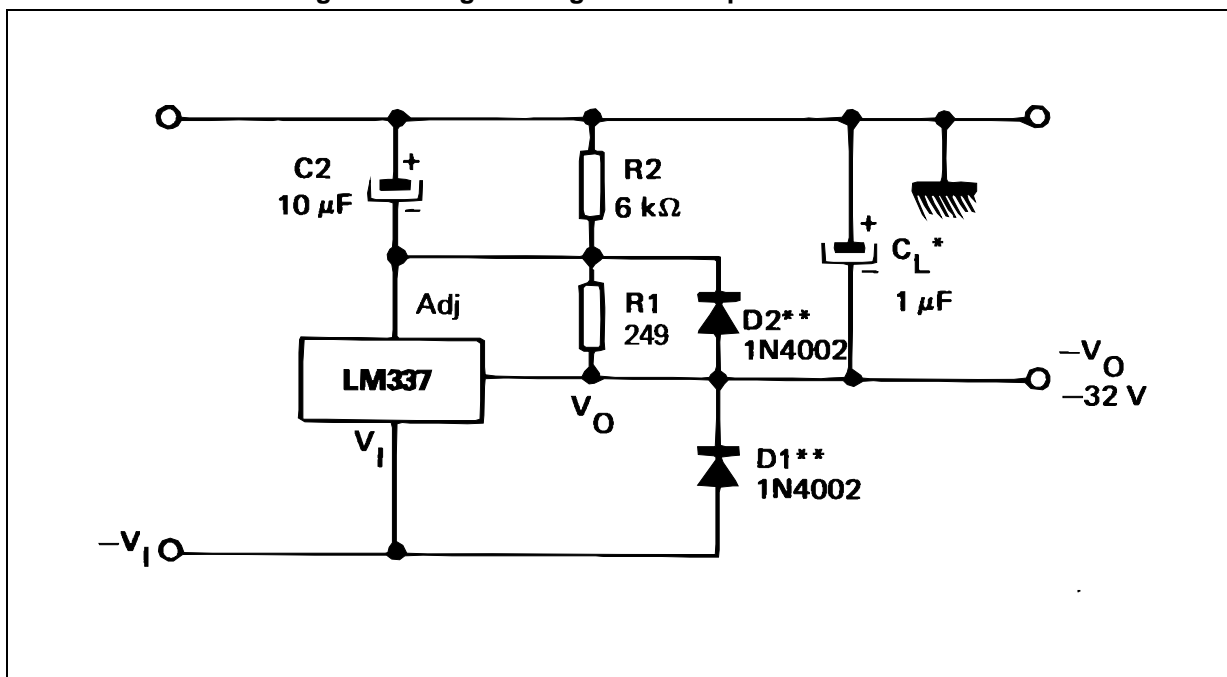 C2
10 μF
+
−
R2
6 kΩ
+
−
C_L*
1 μF
Adj
R1
249
D2**
1N4002
LM337
V_O
−V_O
−32 V
V_I
D1**
1N4002
−V_I